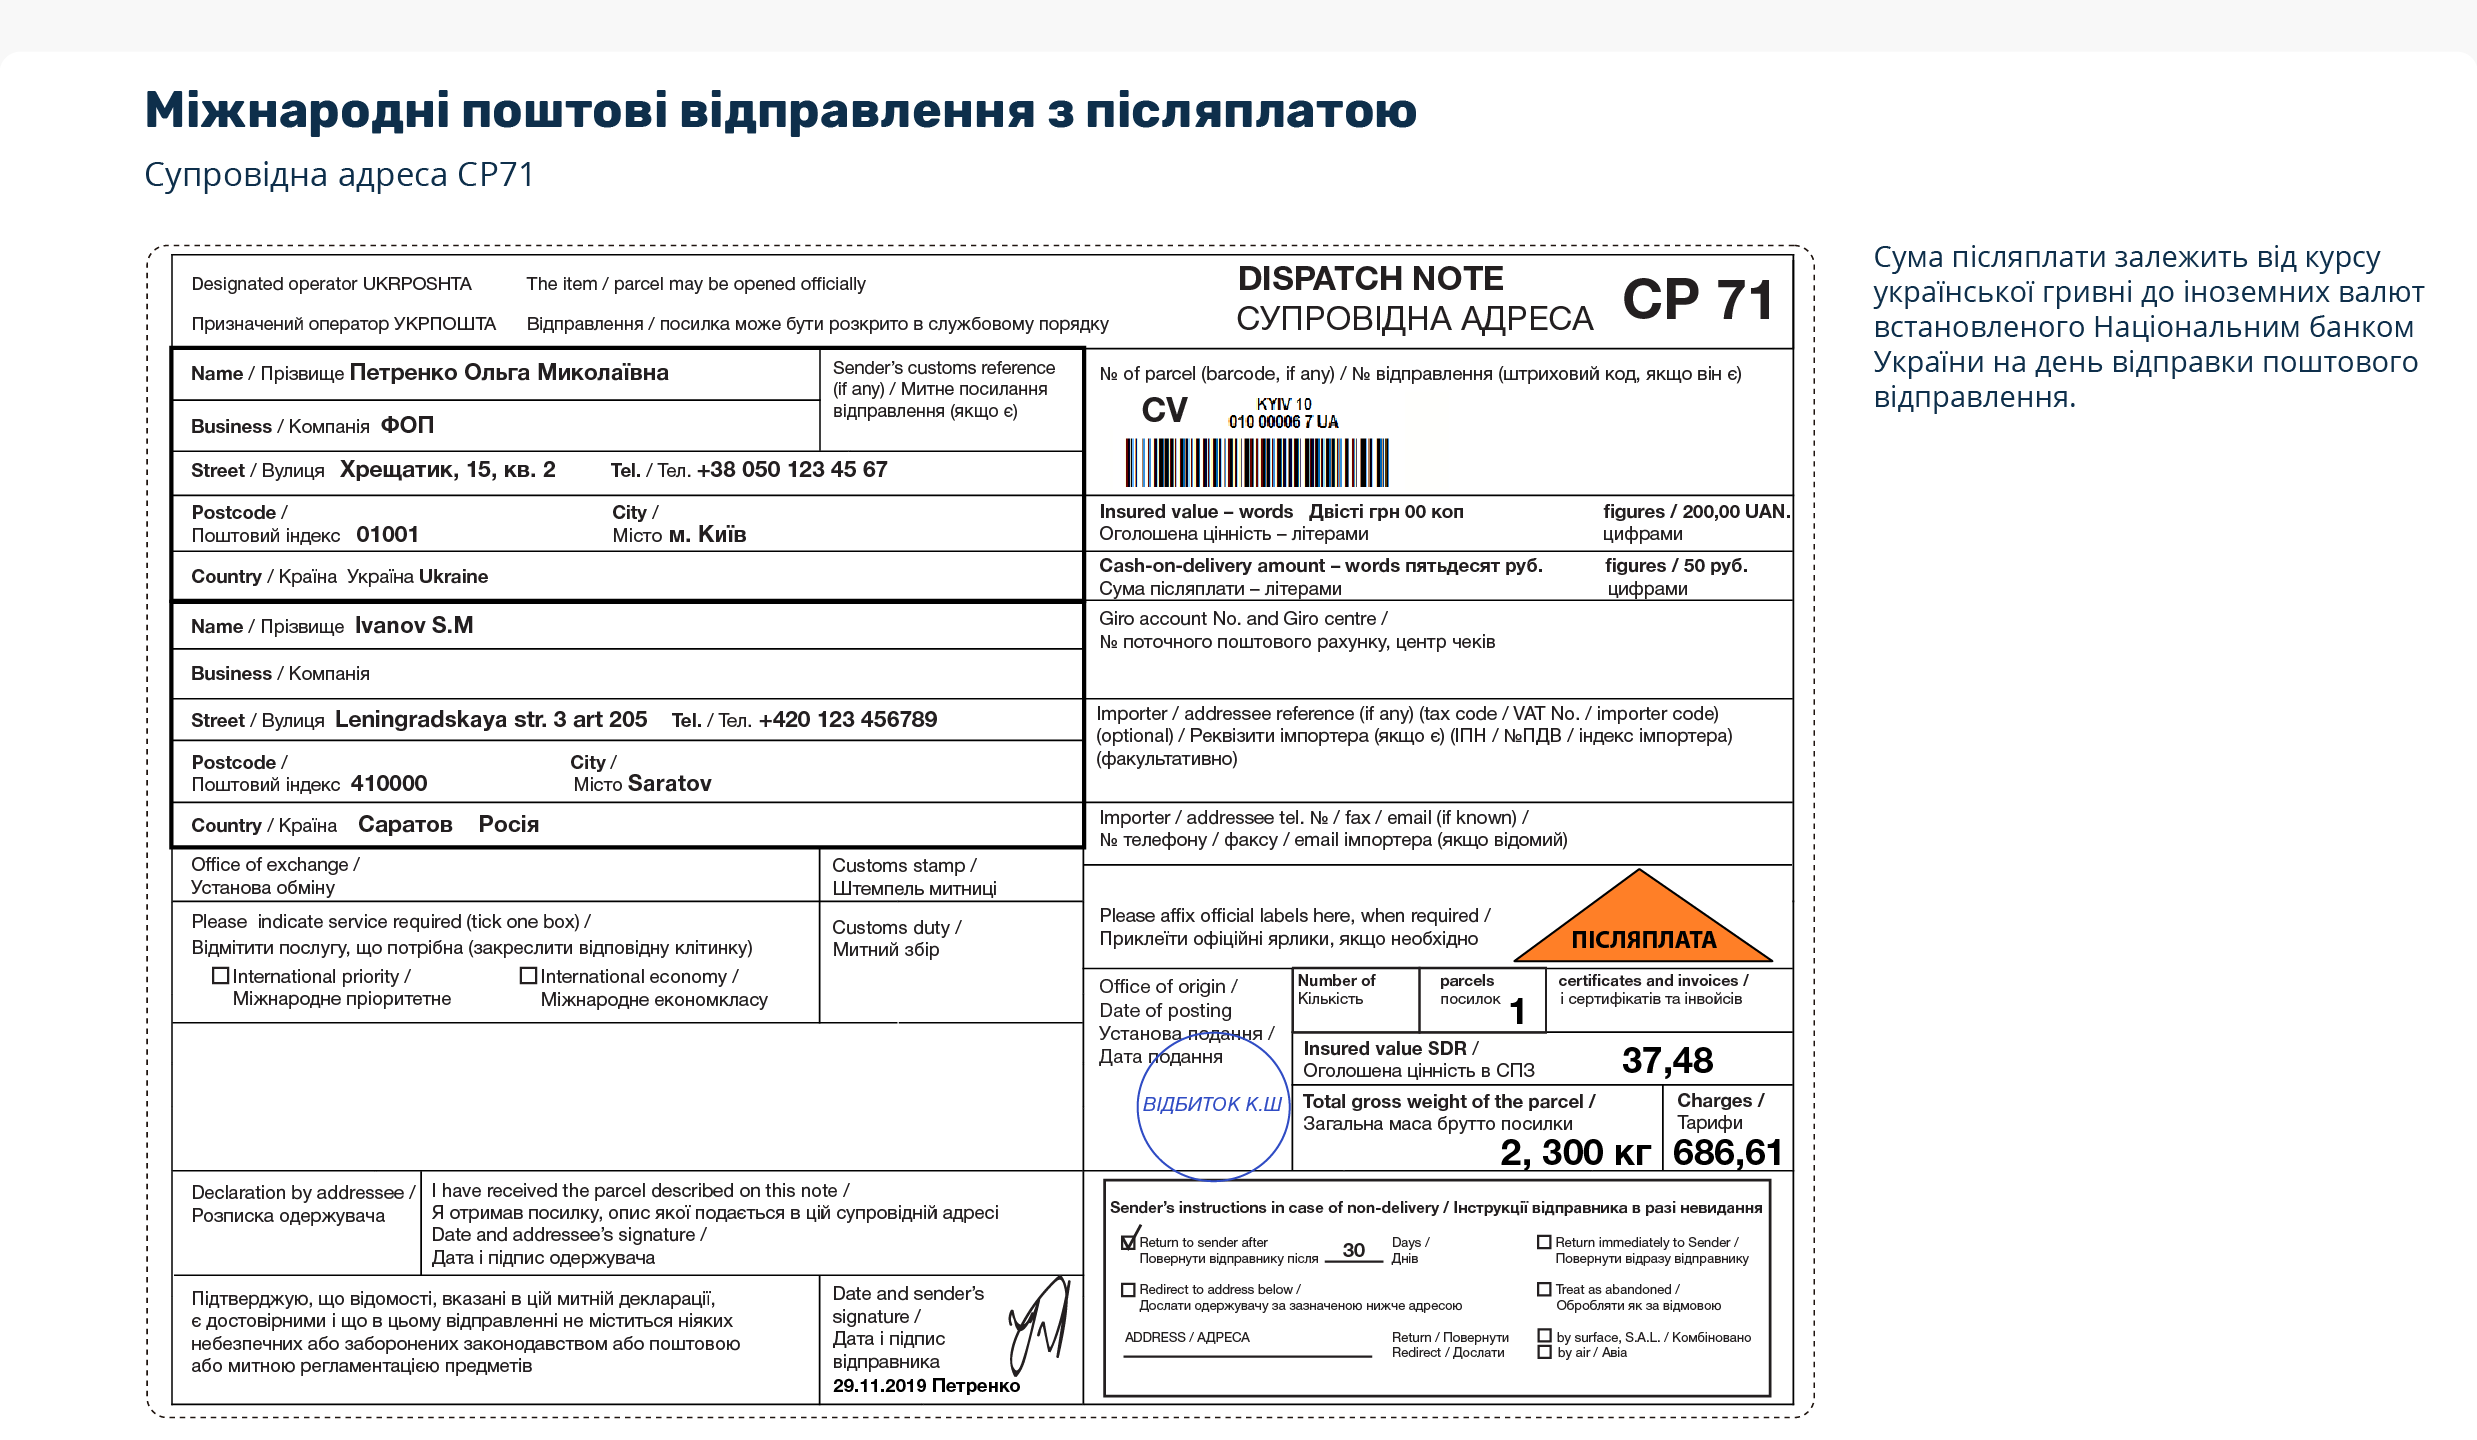 Міжнародні поштові відправлення з післяплатою
Супровідна адреса CP71
Сума післяплати залежить від курсу
української гривні до іноземних валют
встановленого Національним банком
України на день відправки поштового
відправлення.
Designated operator UKRPOSHTA The item / parcel may be opened officially
Призначений оператор УКРПОШТА Відправлення / посилка може бути розкрито в службовому порядку
DISPATCH NOTE
СУПРОВІДНА АДРЕСА
CP 71
Name / Прізвище Петренко Ольга Миколаївна
Business / Компанія ФОП
Sender's customs reference
(if any) / Митне посилання
відправлення (якщо є)
Street / Вулиця Хрещатик, 15, кв. 2 Tel. / Тел. +38 050 123 45 67
Postcode / City /
Поштовий індекс 01001 Місто м. Київ
Country / Країна Україна Ukraine
Name / Прізвище Ivanov S.M
Business / Компанія
Street / Вулиця Leningradskaya str. 3 art 205 Tel. / Тел. +420 123 456789
Postcode / City /
Поштовий індекс 410000 Місто Saratov
Country / Країна Саратов Росія
№ of parcel (barcode, if any) / № відправлення (штриховий код, якщо він є)
CV
KYIV 10
010 00006 7 UA
Insured value – words Двісті грн 00 коп figures / 200,00 UAN.
Оголошена цінність – літерами цифрами
Cash-on-delivery amount – words пятьдесят руб. figures / 50 руб.
Сума післяплати – літерами цифрами
Giro account No. and Giro centre /
№ поточного поштового рахунку, центр чеків
Importer / addressee reference (if any) (tax code / VAT No. / importer code)
(optional) / Реквізити імпортера (якщо є) (ІПН / №ПДВ / індекс імпортера)
(факультативно)
Importer / addressee tel. № / fax / email (if known) /
№ телефону / факсу / email імпортера (якщо відомий)
Office of exchange /
Установа обміну
Customs stamp /
Штемпель митниці
Please indicate service required (tick one box) /
Відмітити послугу, що потрібна (закреслити відповідну клітинку)
International priority / International economy /
Міжнародне пріоритетне Міжнародне економкласу
Customs duty /
Митний збір
Please affix official labels here, when required /
Приклеїти офіційні ярлики, якщо необхідно
ПІСЛЯПЛАТА
Office of origin /
Date of posting
Установа подання /
Дата подання
ВІДБИТОК К.Ш
Number of parcels certificates and invoices /
Кількість посилок 1 і сертифікатів та інвойсів
Insured value SDR /
Оголошена цінність в СПЗ 37,48
Total gross weight of the parcel /
Загальна маса брутто посилки
2, 300 кг
Charges /
Тарифи
686,61
Declaration by addressee /
Розписка одержувача
I have received the parcel described on this note /
Я отримав посилку, опис якої подається в цій супровідній адресі
Date and addressee's signature /
Дата і підпис одержувача
Підтверджую, що відомості, вказані в цій митній декларації,
є достовірними і що в цьому відправленні не міститься ніяких
небезпечних або заборонених законодавством або поштовою
або митною регламентацією предметів
Date and sender's
signature /
Дата і підпис
відправника
29.11.2019 Петренко
Sender's instructions in case of non-delivery / Інструкції відправника в разі невидання
Return to sender after Days /
Повернути відправнику після 30 Днів
Return immediately to Sender /
Повернути відразу відправнику
Redirect to address below /
Дослати одержувачу за зазначеною нижче адресою
Treat as abandoned /
Обробляти як за відмовою
ADDRESS / АДРЕСА
Return / Повернути
Redirect / Дослати
by surface, S.A.L. / Комбіновано
by air / Авіа